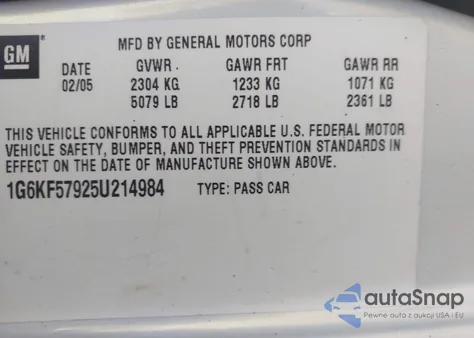 GM
MFD BY GENERAL MOTORS CORP
DATE GVWR GAWR FRT GAWR RR
02/05 2304 KG 1233 KG 1071 KG
5079 LB 2718 LB 2361 LB
THIS VEHICLE CONFORMS TO ALL APPLICABLE U.S. FEDERAL MOTOR
VEHICLE SAFETY, BUMPER, AND THEFT PREVENTION STANDARDS IN
EFFECT ON THE DATE OF MANUFACTURE SHOWN ABOVE.
1G6KF57925U214984 TYPE: PASS CAR
autaSnap
Pewne auta z aukcji USA i EU